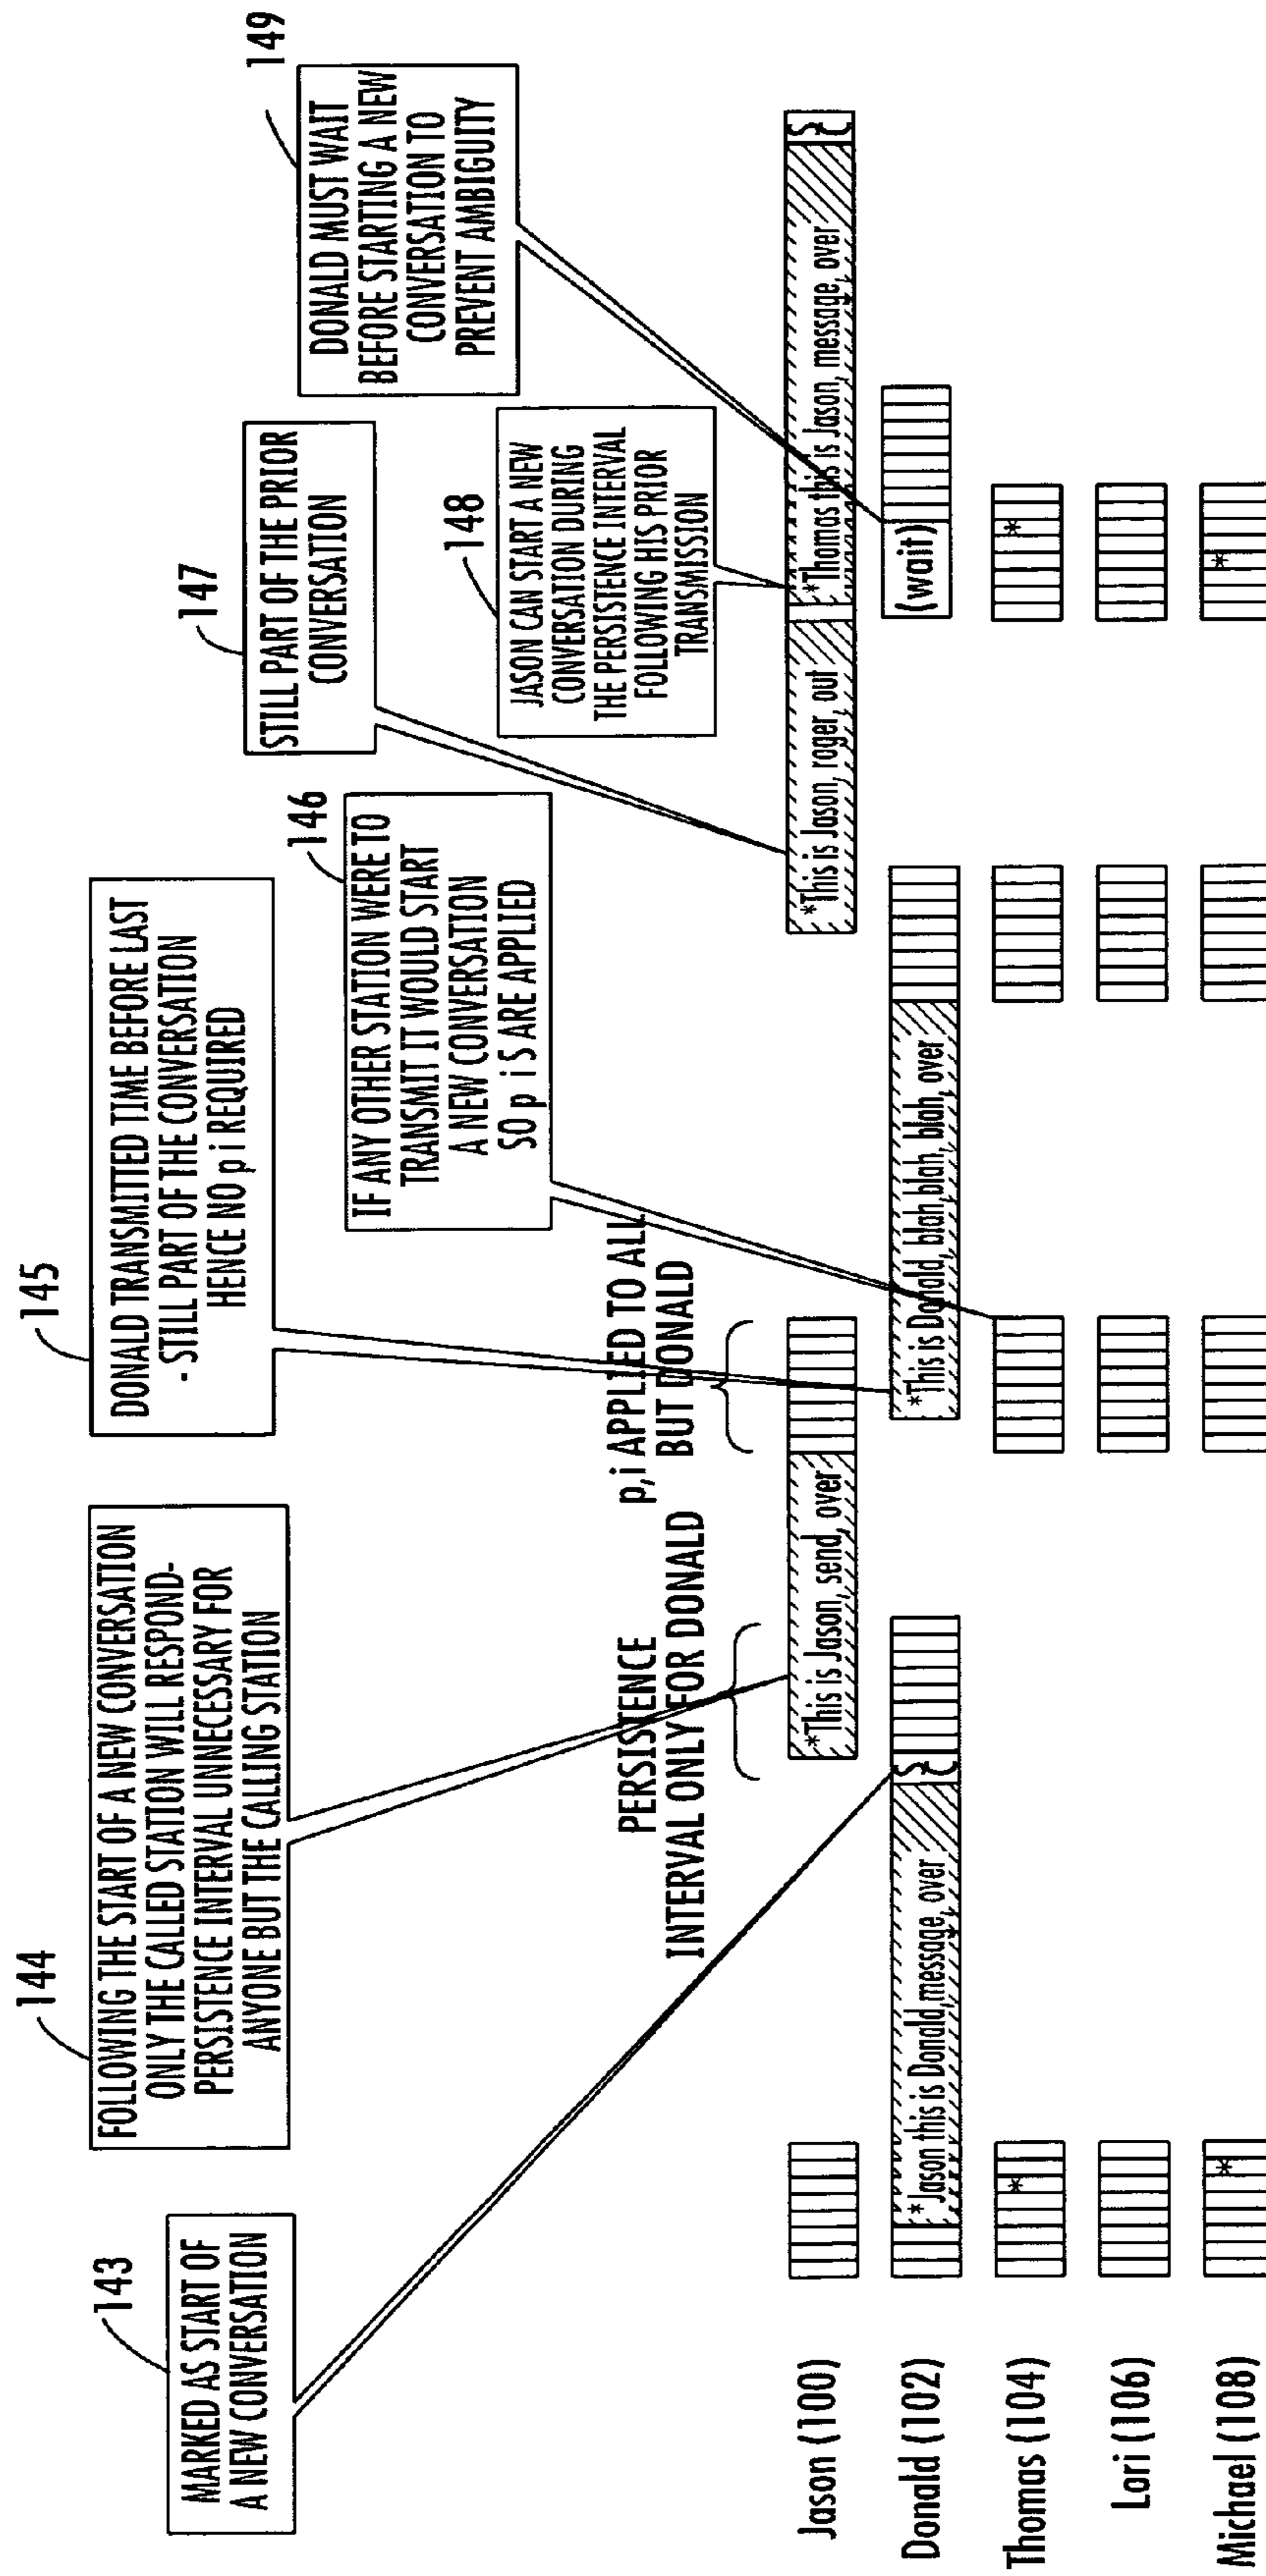 143
MARKED AS START OF
A NEW CONVERSATION
144
FOLLOWING THE START OF A NEW CONVERSATION
ONLY THE CALLED STATION WILL RESPOND-
PERSISTENCE INTERVAL UNNECESSARY FOR
ANYONE BUT THE CALLING STATION
145
DONALD TRANSMITTED TIME BEFORE LAST
- STILL PART OF THE CONVERSATION
HENCE NO p i REQUIRED
146
IF ANY OTHER STATION WERE TO
TRANSMIT IT WOULD START
A NEW CONVERSATION
SO p i S ARE APPLIED
147
STILL PART OF THE PRIOR
CONVERSATION
148
JASON CAN START A NEW
CONVERSATION DURING
THE PERSISTENCE INTERVAL
FOLLOWING HIS PRIOR
TRANSMISSION
149
DONALD MUST WAIT
BEFORE STARTING A NEW
CONVERSATION TO
PREVENT AMBIGUITY
PERSISTENCE
INTERVAL ONLY FOR DONALD
p,i APPLIED TO ALL
BUT DONALD
Jason (100)
*This is Jason, send, over
*This is Jason, roger, out
*Thomas this is Jason, message, over
S
C
Donald (102)
*Jason this is Donald,message, over
S
C
*This is Donald, blah, blah, blah, over
(wait)
Thomas (104)
*
*
Lori (106)
Michael (108)
*
*